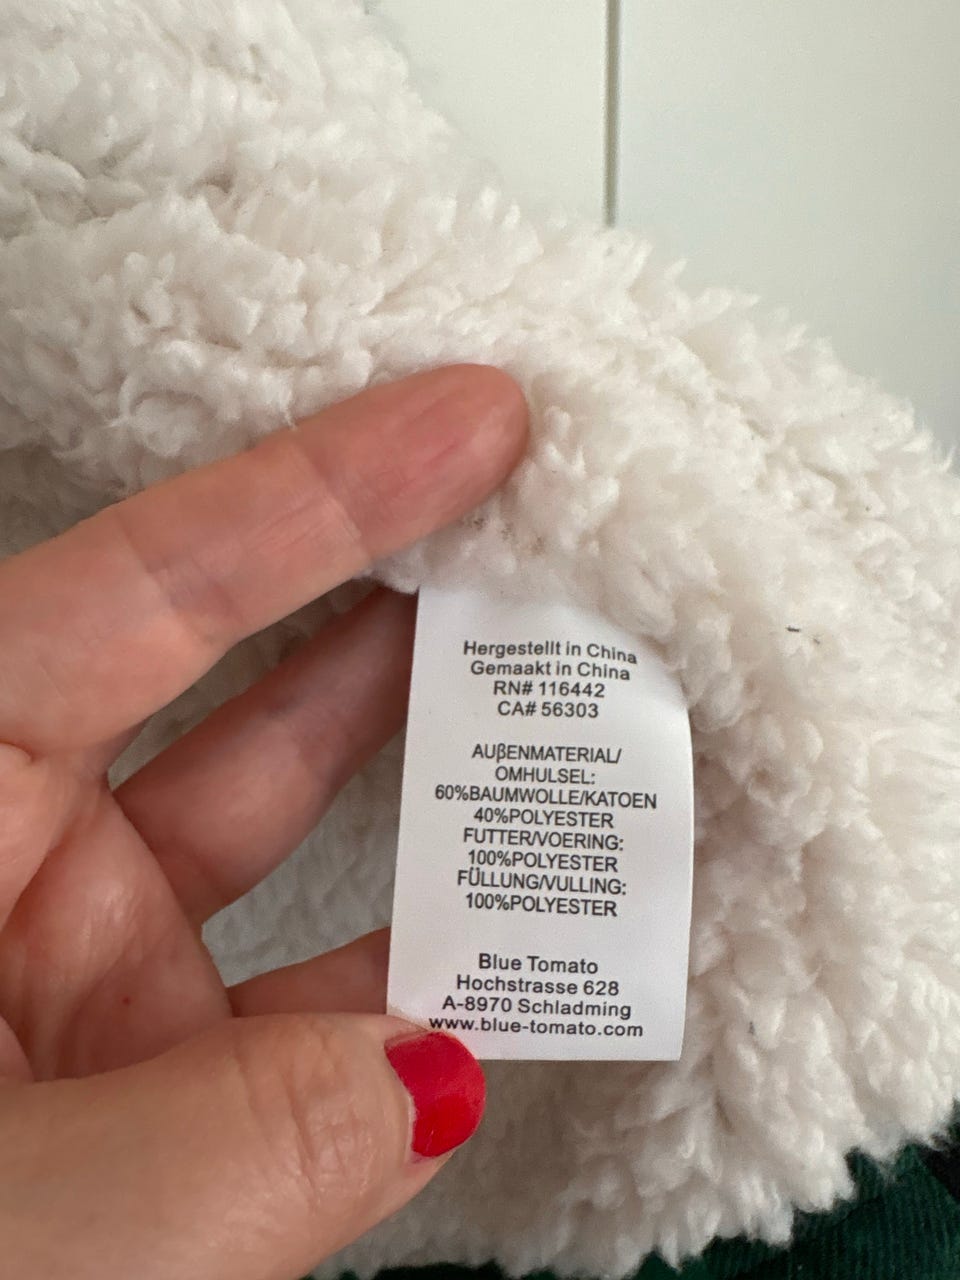 Hergestellt in China
Gemaakt in China
RN# 116442
CA# 56303
AUβENMATERIAL/
OMHULSEL:
60%BAUMWOLLE/KATOEN
40%POLYESTER
FUTTER/VOERING:
100%POLYESTER
FÜLLUNG/VULLING:
100%POLYESTER
Blue Tomato
Hochstrasse 628
A-8970 Schladming
www.blue-tomato.com